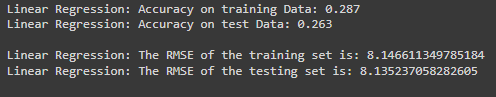 Linear Regression: Accuracy on training Data: 0.287
Linear Regression: Accuracy on test Data: 0.263
Linear Regression: The RMSE of the training set is: 8.146611349785184
Linear Regression: The RMSE of the testing set is: 8.135237058282605